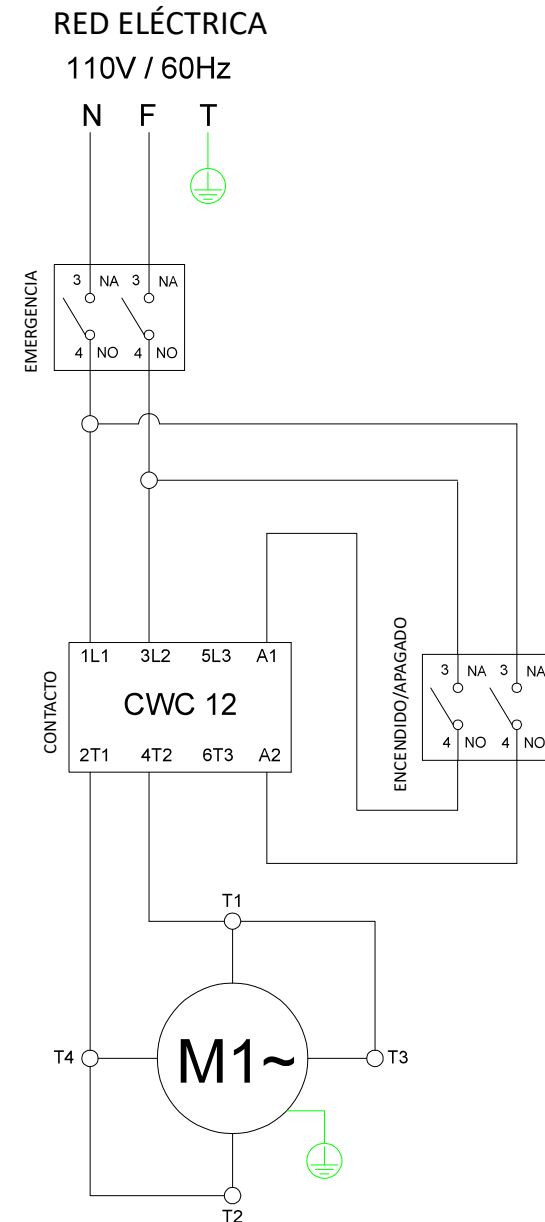 RED ELÉCTRICA
110V / 60Hz
N F T
EMERGENCIA
3 NA 3 NA
4 NO 4 NO
CONTACTO
1L1 3L2 5L3 A1
CWC 12
2T1 4T2 6T3 A2
ENCENDIDO/APAGADO
3 NA 3 NA
4 NO 4 NO
T1
T4 M1~ T3
T2